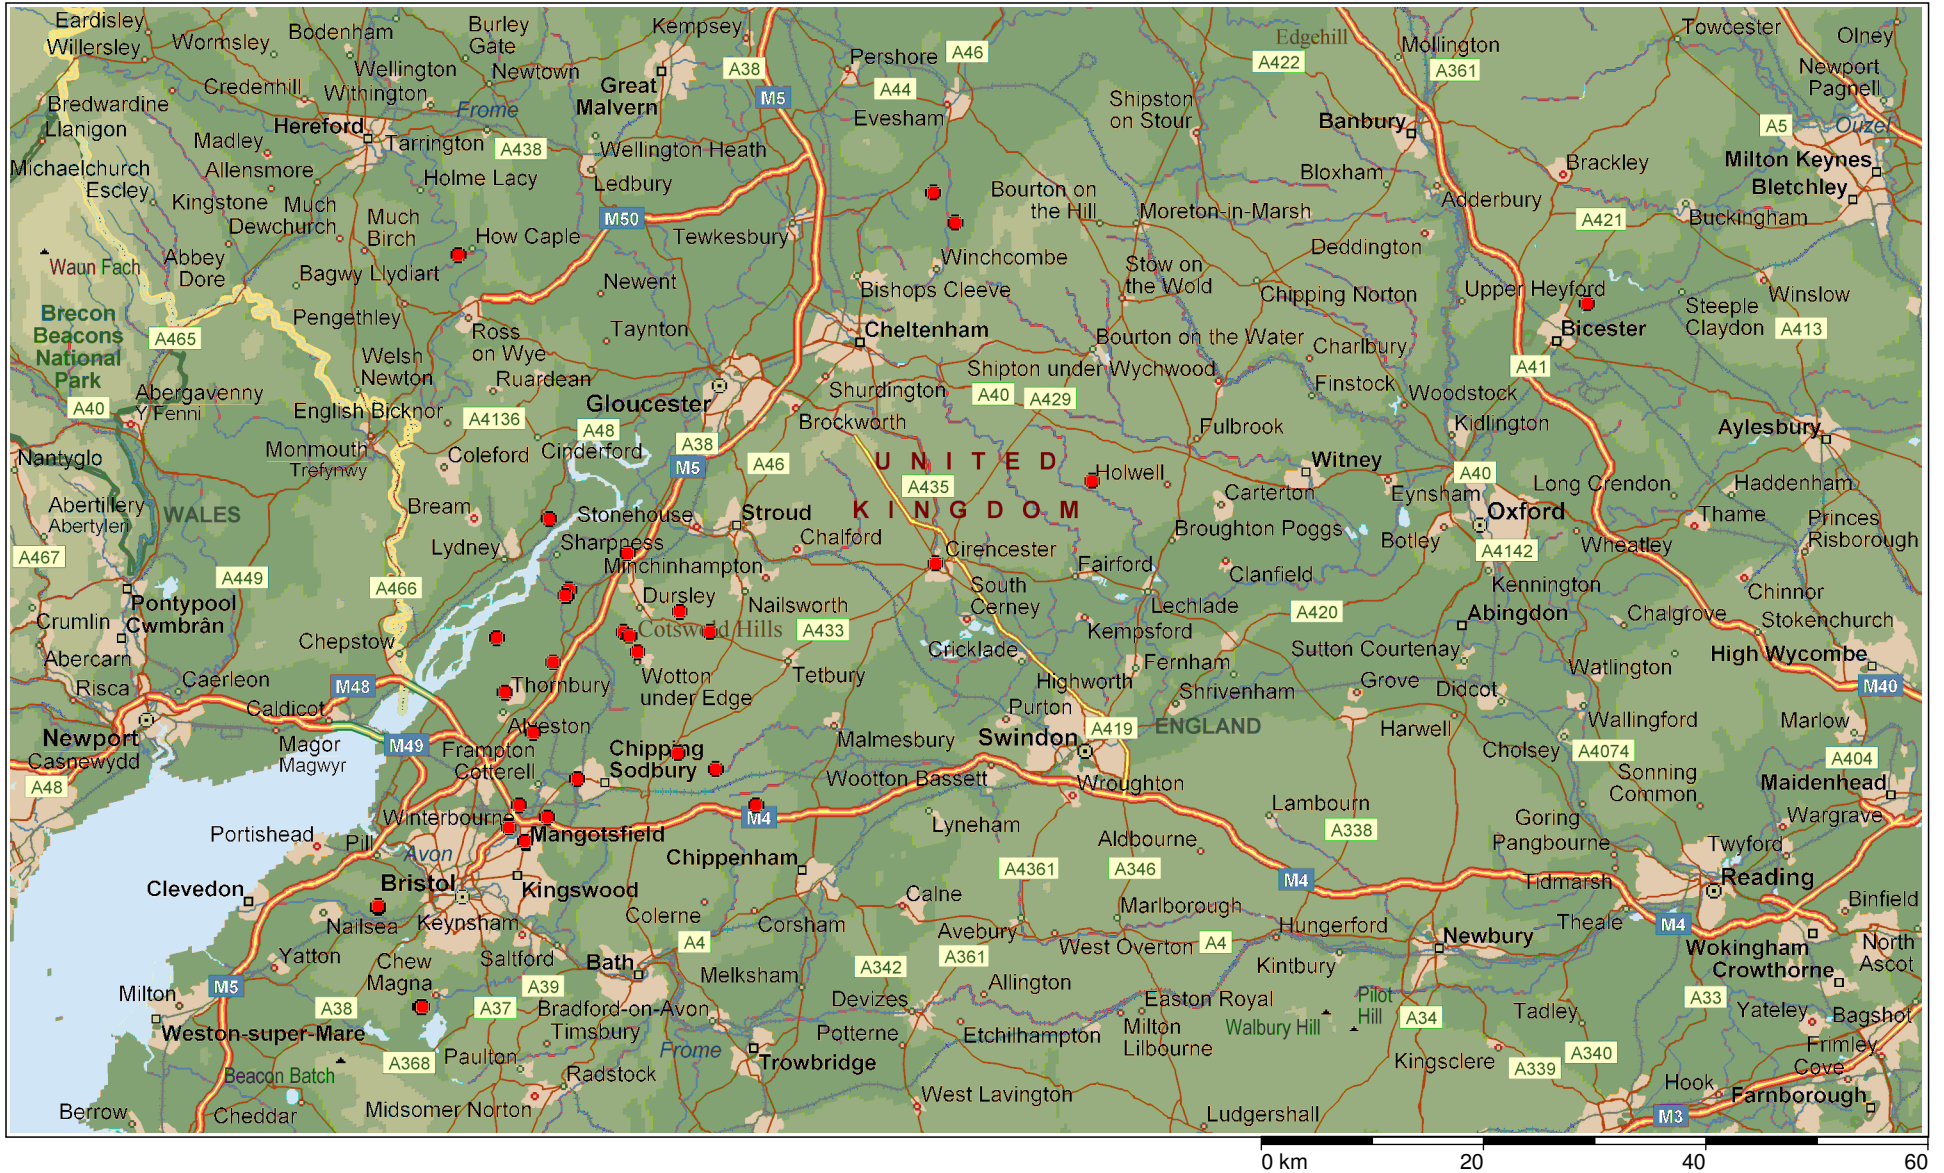 Eardisley
Willersley
Wormsley
Bodenham
Burley
Gate
Kempsey
Pershore
A46
Edgehill
A422
Mollington
A361
Towcester
Olney
Wellington
Newtown
Credenhill
Withington
Great
Malvern
A38
M5
A44
Newport
Pagnell
Bredwardine
Frome
Evesham
Shipston
on Stour
Banbury
A5
Ouzel
Llanigon
Hereford
Madley
Tarrington
A438
Wellington Heath
Milton Keynes
Bletchley
Michaelchurch
Escley
Allensmore
Holme Lacy
Ledbury
Bloxham
Brackley
Kingstone
Much
Dewchurch
Much
Birch
M50
Bourton on
the Hill
Moreton-in-Marsh
Adderbury
A421
Buckingham
How Caple
Tewkesbury
Deddington
Waun Fach
Abbey
Dore
Bagwy Llydiart
Newent
Winchcombe
Stow on
the Wold
Bishops Cleeve
Chipping Norton
Upper Heyford
Winslow
Steeple
Claydon
A413
Brecon
Beacons
National
Park
A465
Pengethley
Ross
on Wye
Taynton
Cheltenham
Bourton on the Water
Bicester
Charlbury
Welsh
Newton
Ruardean
Shurdington
Shipton under Wychwood
A41
Finstock
Woodstock
Abergavenny
Y Fenni
A40
English Bicknor
A4136
A48
Gloucester
Brockworth
A40
A429
Kidlington
Fulbrook
Aylesbury
Monmouth
Trefynwy
Coleford
Cinderford
A38
M5
A46
Nantyglo
UNITED
KINGDOM
A435
Holwell
Witney
A40
Carterton
Eynsham
Long Crendon
Haddenham
Abertillery
Abertyleri
WALES
Bream
Stonehouse
Stroud
Chalford
Broughton Poggs
Oxford
Thame
Princes
Risborough
A467
Lydney
Sharpness
Minchinhampton
Cirencester
Botley
A4142
Wheatley
A449
A466
Dursley
Nailsworth
South
Cerney
Fairford
Clanfield
Kennington
Chinnor
Pontypool
Cwmbrân
Crumlin
Lechlade
A420
Abingdon
Chalgrove
Stokenchurch
Chepstow
Cotswold Hills
A433
Kempsford
Cricklade
Sutton Courtenay
Abercarn
Wotton
under Edge
Tetbury
Fernham
Watlington
High Wycombe
Risca
Caerleon
M48
Thornbury
Highworth
Shrivenham
Grove
Didcot
M40
Caldicot
Alveston
Purton
A419
ENGLAND
Harwell
Wallingford
Marlow
Newport
Casnewydd
Magor
Magwyr
M49
Frampton
Cotterell
Chipping
Sodbury
Malmesbury
Swindon
Cholsey
A4074
A404
A48
Wootton Bassett
Wroughton
Sonning
Common
Maidenhead
Winterbourne
Mangotsfield
M4
Lyneham
Lambourn
A338
Goring
Pangbourne
Wargrave
Portishead
Pill
Avon
Chippenham
Aldbourne
Twyford
Clevedon
Bristol
Kingswood
A4361
A346
M4
Tidmarsh
Reading
Nailsea
Keynsham
Colerne
Corsham
Calne
Marlborough
Hungerford
Theale
M4
Binfield
Yatton
Chew
Magna
Saltford
A4
Avebury
West Overton
A4
Newbury
Wokingham
Crowthorne
North
Ascot
Bath
A361
Kintbury
M5
A39
Melksham
A342
Allington
Milton
A38
A37
Bradford-on-Avon
Devizes
Easton Royal
Pilot
Hill
Walbury Hill
A34
Tadley
A33
Yateley
Bagshot
Weston-super-Mare
Timsbury
Potterne
Etchilhampton
Milton
Lilbourne
Frimley
Frome
Trowbridge
A368
Paulton
Kingsclere
A340
A339
Cove
Beacon Batch
Radstock
Hook
Farnborough
Berrow
Cheddar
Midsomer Norton
West Lavington
Ludgershall
M3
0 km
20
40
60